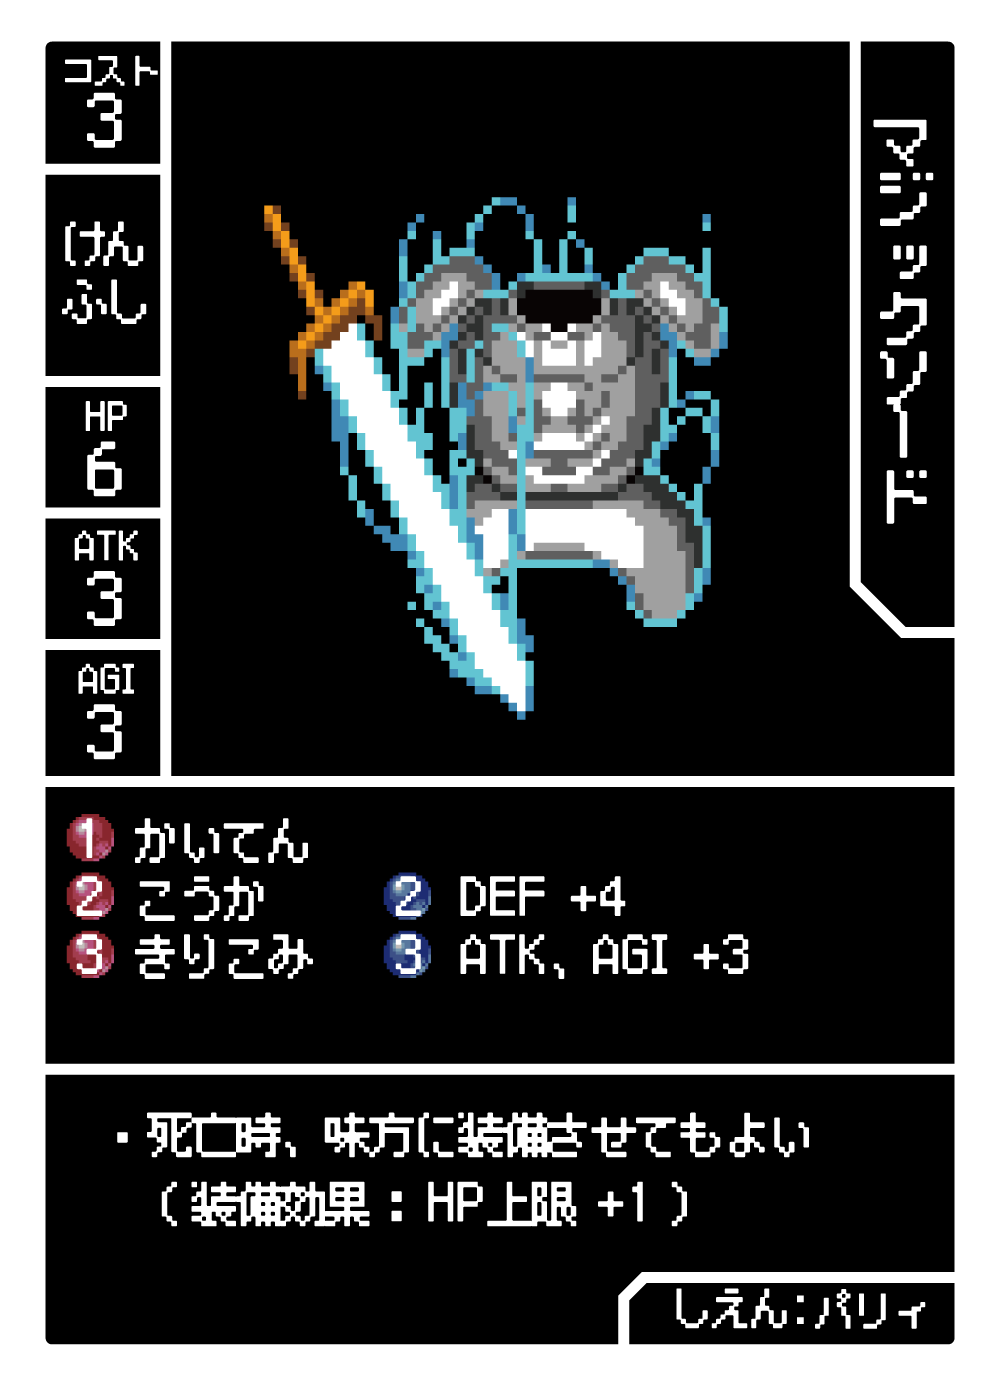 コスト
3
けん
ふし
HP
6
ATK
3
AGI
3
マジックソード
1 かいてん
2 こうか 2 DEF +4
3 きりこみ 3 ATK、AGI +3
・死亡時、味方に装備させてもよい
(装備効果：HP上限 +1)
しえん：パリィ